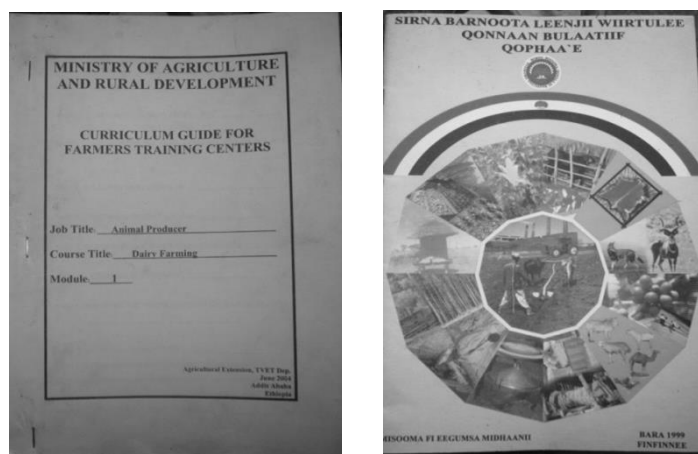 MINISTRY OF AGRICULTURE
AND RURAL DEVELOPMENT
CURRICULUM GUIDE FOR
FARMERS TRAINING CENTERS
Job Title: Animal Producer
Course Title: Dairy Farming
Module: 1
Agricultural Extension, TVET Dep.
June 2004
Addis Ababa
Ethiopia
SIRNA BARNOOTA LEENJII WIIRTULEE
QONNAAN BULAATIIF
QOPHAA`E
MISOOMA FI EEGUMSA MIDHAANII
BARA 1999
FINFINNEE